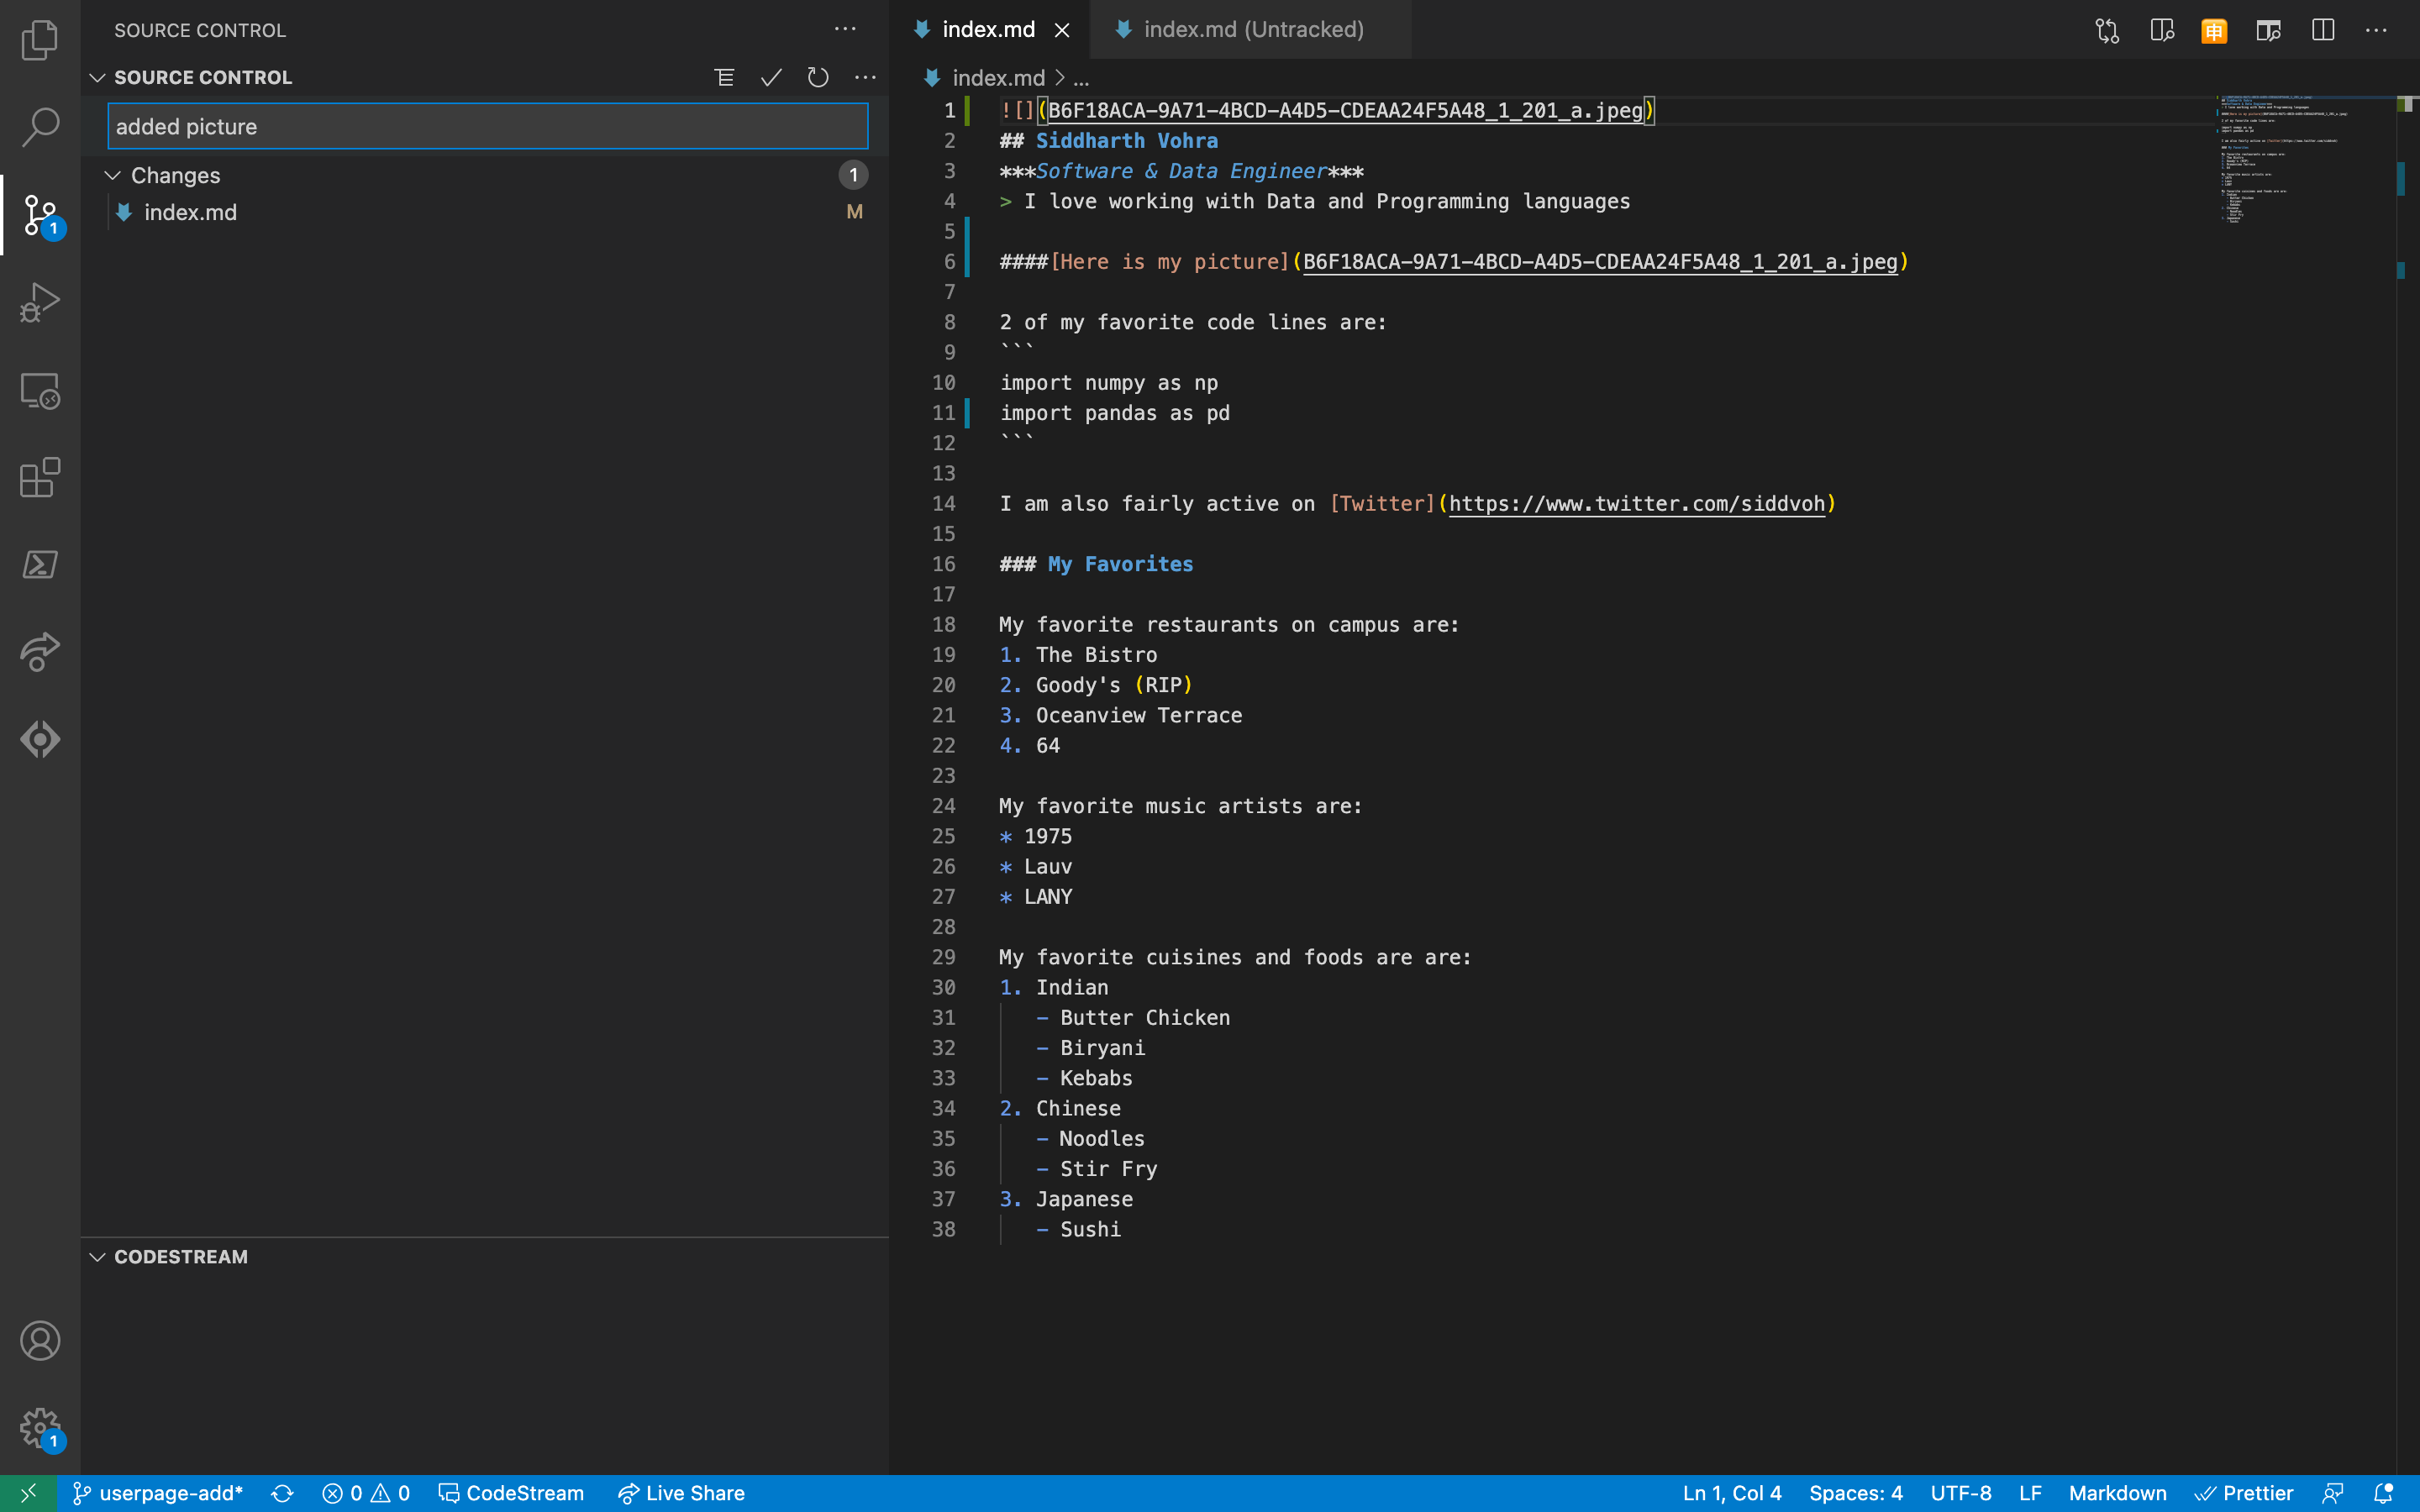 SOURCE CONTROL
SOURCE CONTROL
added picture
Changes
1
index.md
M
1
CODESTREAM
1
index.md
index.md (Untracked)
申
index.md > ...
1 ![](B6F18ACA-9A71-4BCD-A4D5-CDEAA24F5A48_1_201_a.jpeg)
2 ## Siddharth Vohra
3 ***Software & Data Engineer***
4 > I love working with Data and Programming languages
5
6 ####[Here is my picture](B6F18ACA-9A71-4BCD-A4D5-CDEAA24F5A48_1_201_a.jpeg)
7
8 2 of my favorite code lines are:
9 ```
10 import numpy as np
11 import pandas as pd
12 ```
13
14 I am also fairly active on [Twitter](https://www.twitter.com/siddvoh)
15
16 ### My Favorites
17
18 My favorite restaurants on campus are:
19 1. The Bistro
20 2. Goody's (RIP)
21 3. Oceanview Terrace
22 4. 64
23
24 My favorite music artists are:
25 * 1975
26 * Lauv
27 * LANY
28
29 My favorite cuisines and foods are are:
30 1. Indian
31 - Butter Chicken
32 - Biryani
33 - Kebabs
34 2. Chinese
35 - Noodles
36 - Stir Fry
37 3. Japanese
38 - Sushi
userpage-add* 0 0 CodeStream Live Share Ln 1, Col 4 Spaces: 4 UTF-8 LF Markdown Prettier